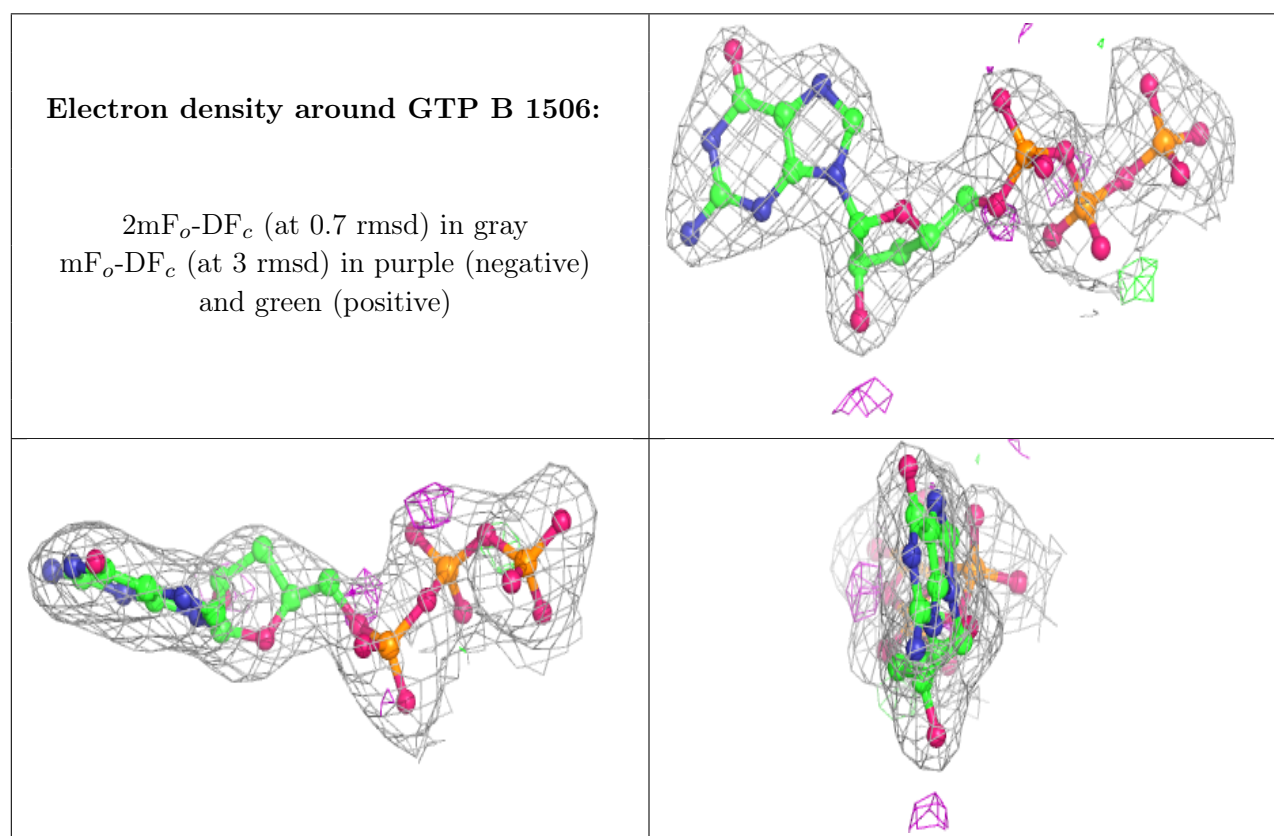 Electron density around GTP B 1506:
2mFo-DFc (at 0.7 rmsd) in gray
mFo-DFc (at 3 rmsd) in purple (negative)
and green (positive)